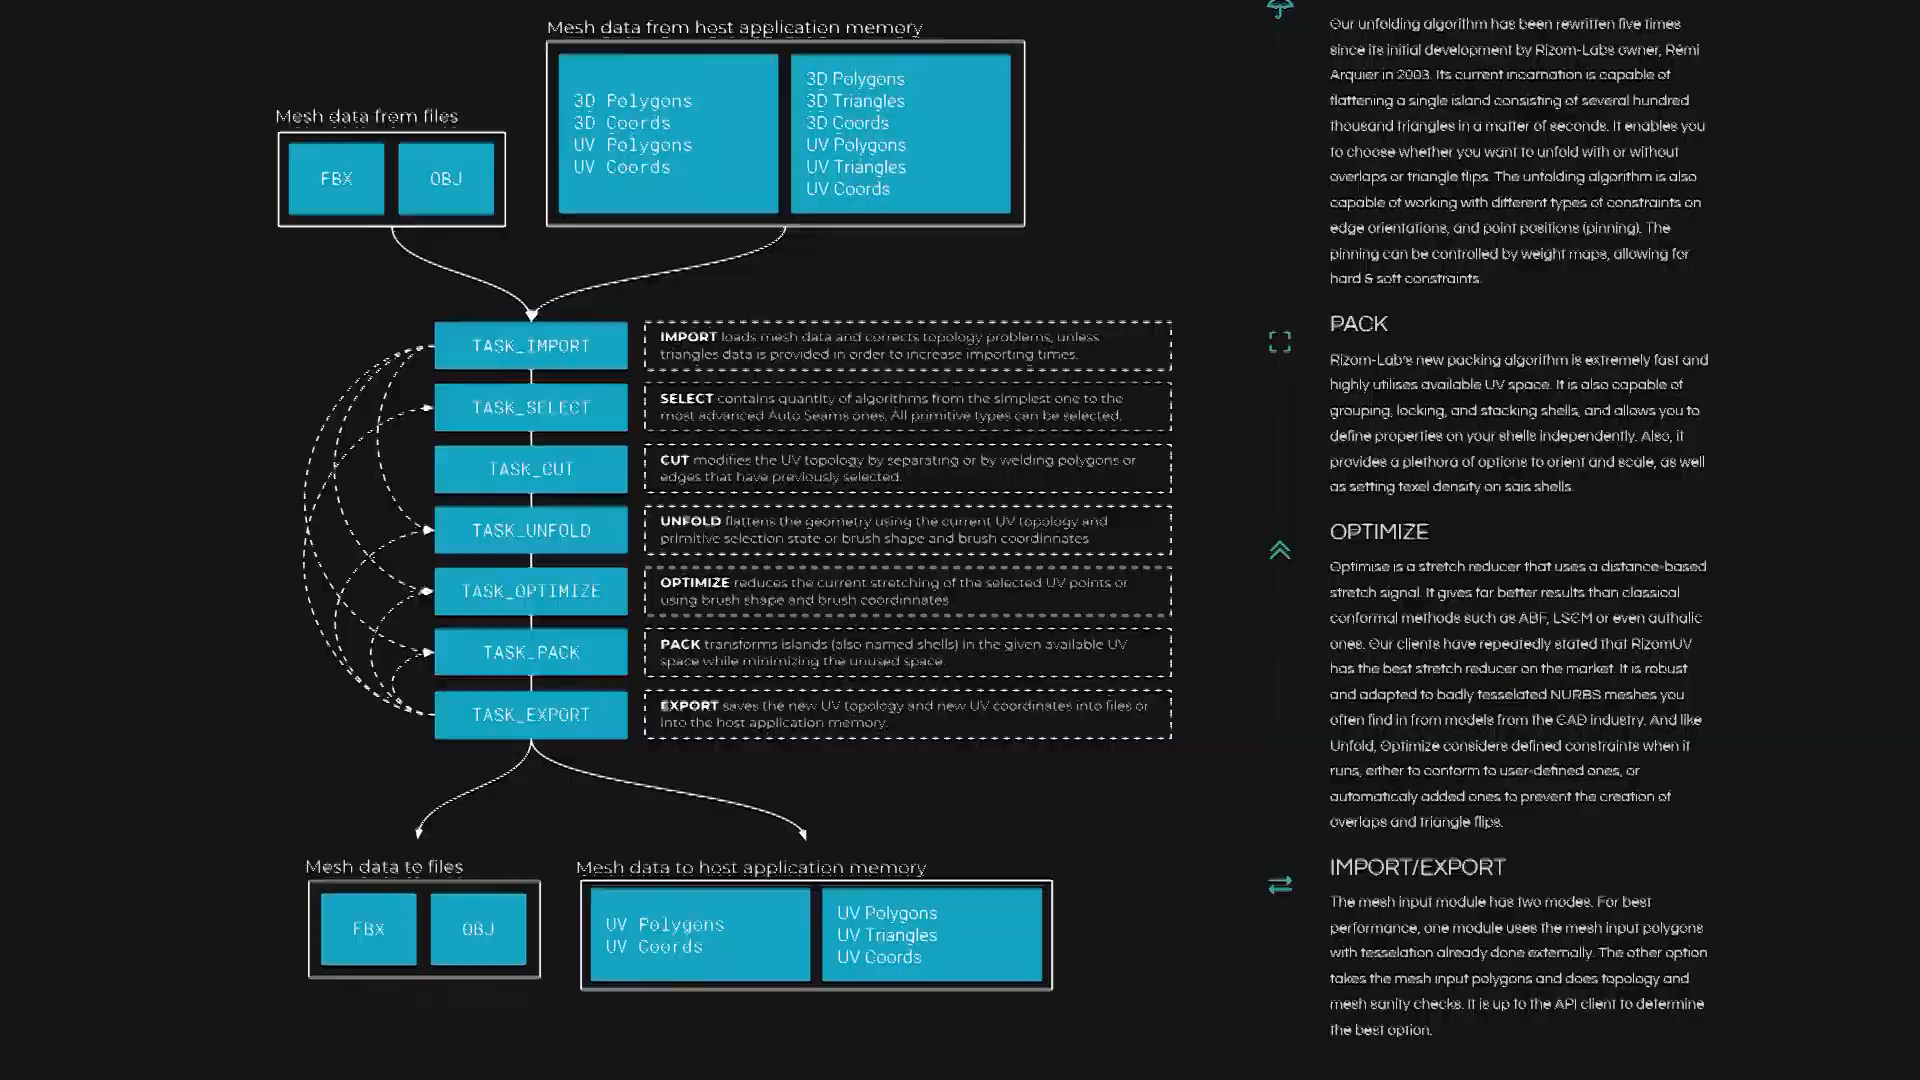 Mesh data from host application memory
3D Polygons
3D Coords
UV Polygons
UV Coords
3D Polygons
3D Triangles
3D Coords
UV Polygons
UV Triangles
UV Coords
Mesh data from files
FBX
OBJ
TASK_IMPORT
IMPORT loads mesh data and corrects topology problems, unless
triangles data is provided in order to increase importing times.
TASK_SELECT
SELECT contains quantity of algorithms from the simplest one to the
most advanced Auto Seams ones. All primitive types can be selected.
TASK_CUT
CUT modifies the UV topology by separating or by welding polygons or
edges that have previously selected.
TASK_UNFOLD
UNFOLD flattens the geometry using the current UV topology and
primitive selection state or brush shape and brush coordinnates
TASK_OPTIMIZE
OPTIMIZE reduces the current stretching of the selected UV points or
using brush shape and brush coordinnates
TASK_PACK
PACK transforms islands (also named shells) in the given available UV
space while minimizing the unused space.
TASK_EXPORT
EXPORT saves the new UV topology and new UV coordinates into files or
into the host application memory.
Mesh data to files
FBX
OBJ
Mesh data to host application memory
UV Polygons
UV Coords
UV Polygons
UV Triangles
UV Coords
Our unfolding algorithm has been rewritten five times
since its initial development by Rizom-Labs owner, Rémi
Arquier in 2003. Its current incarnation is capable of
flattening a single island consisting of several hundred
thousand triangles in a matter of seconds. It enables you
to choose whether you want to unfold with or without
overlaps or triangle flips. The unfolding algorithm is also
capable of working with different types of constraints on
edge orientations, and point positions (pinning). The
pinning can be controlled by weight maps, allowing for
hard & soft constraints.
PACK
Rizom-Lab's new packing algorithm is extremely fast and
highly utilises available UV space. It is also capable of
grouping, locking, and stacking shells, and allows you to
define properties on your shells independently. Also, it
provides a plethora of options to orient and scale, as well
as setting texel density on sais shells.
OPTIMIZE
Optimise is a stretch reducer that uses a distance-based
stretch signal. It gives far better results than classical
conformal methods such as ABF, LSCM or even authalic
ones. Our clients have repeatedly stated that RizomUV
has the best stretch reducer on the market. It is robust
and adapted to badly tesselated NURBS meshes you
often find in from models from the CAD industry. And like
Unfold, Optimize considers defined constraints when it
runs, either to conform to user-defined ones, or
automaticaly added ones to prevent the creation of
overlaps and triangle flips.
IMPORT/EXPORT
The mesh input module has two modes. For best
performance, one module uses the mesh input polygons
with tesselation already done externally. The other option
takes the mesh input polygons and does topology and
mesh sanity checks. It is up to the API client to determine
the best option.